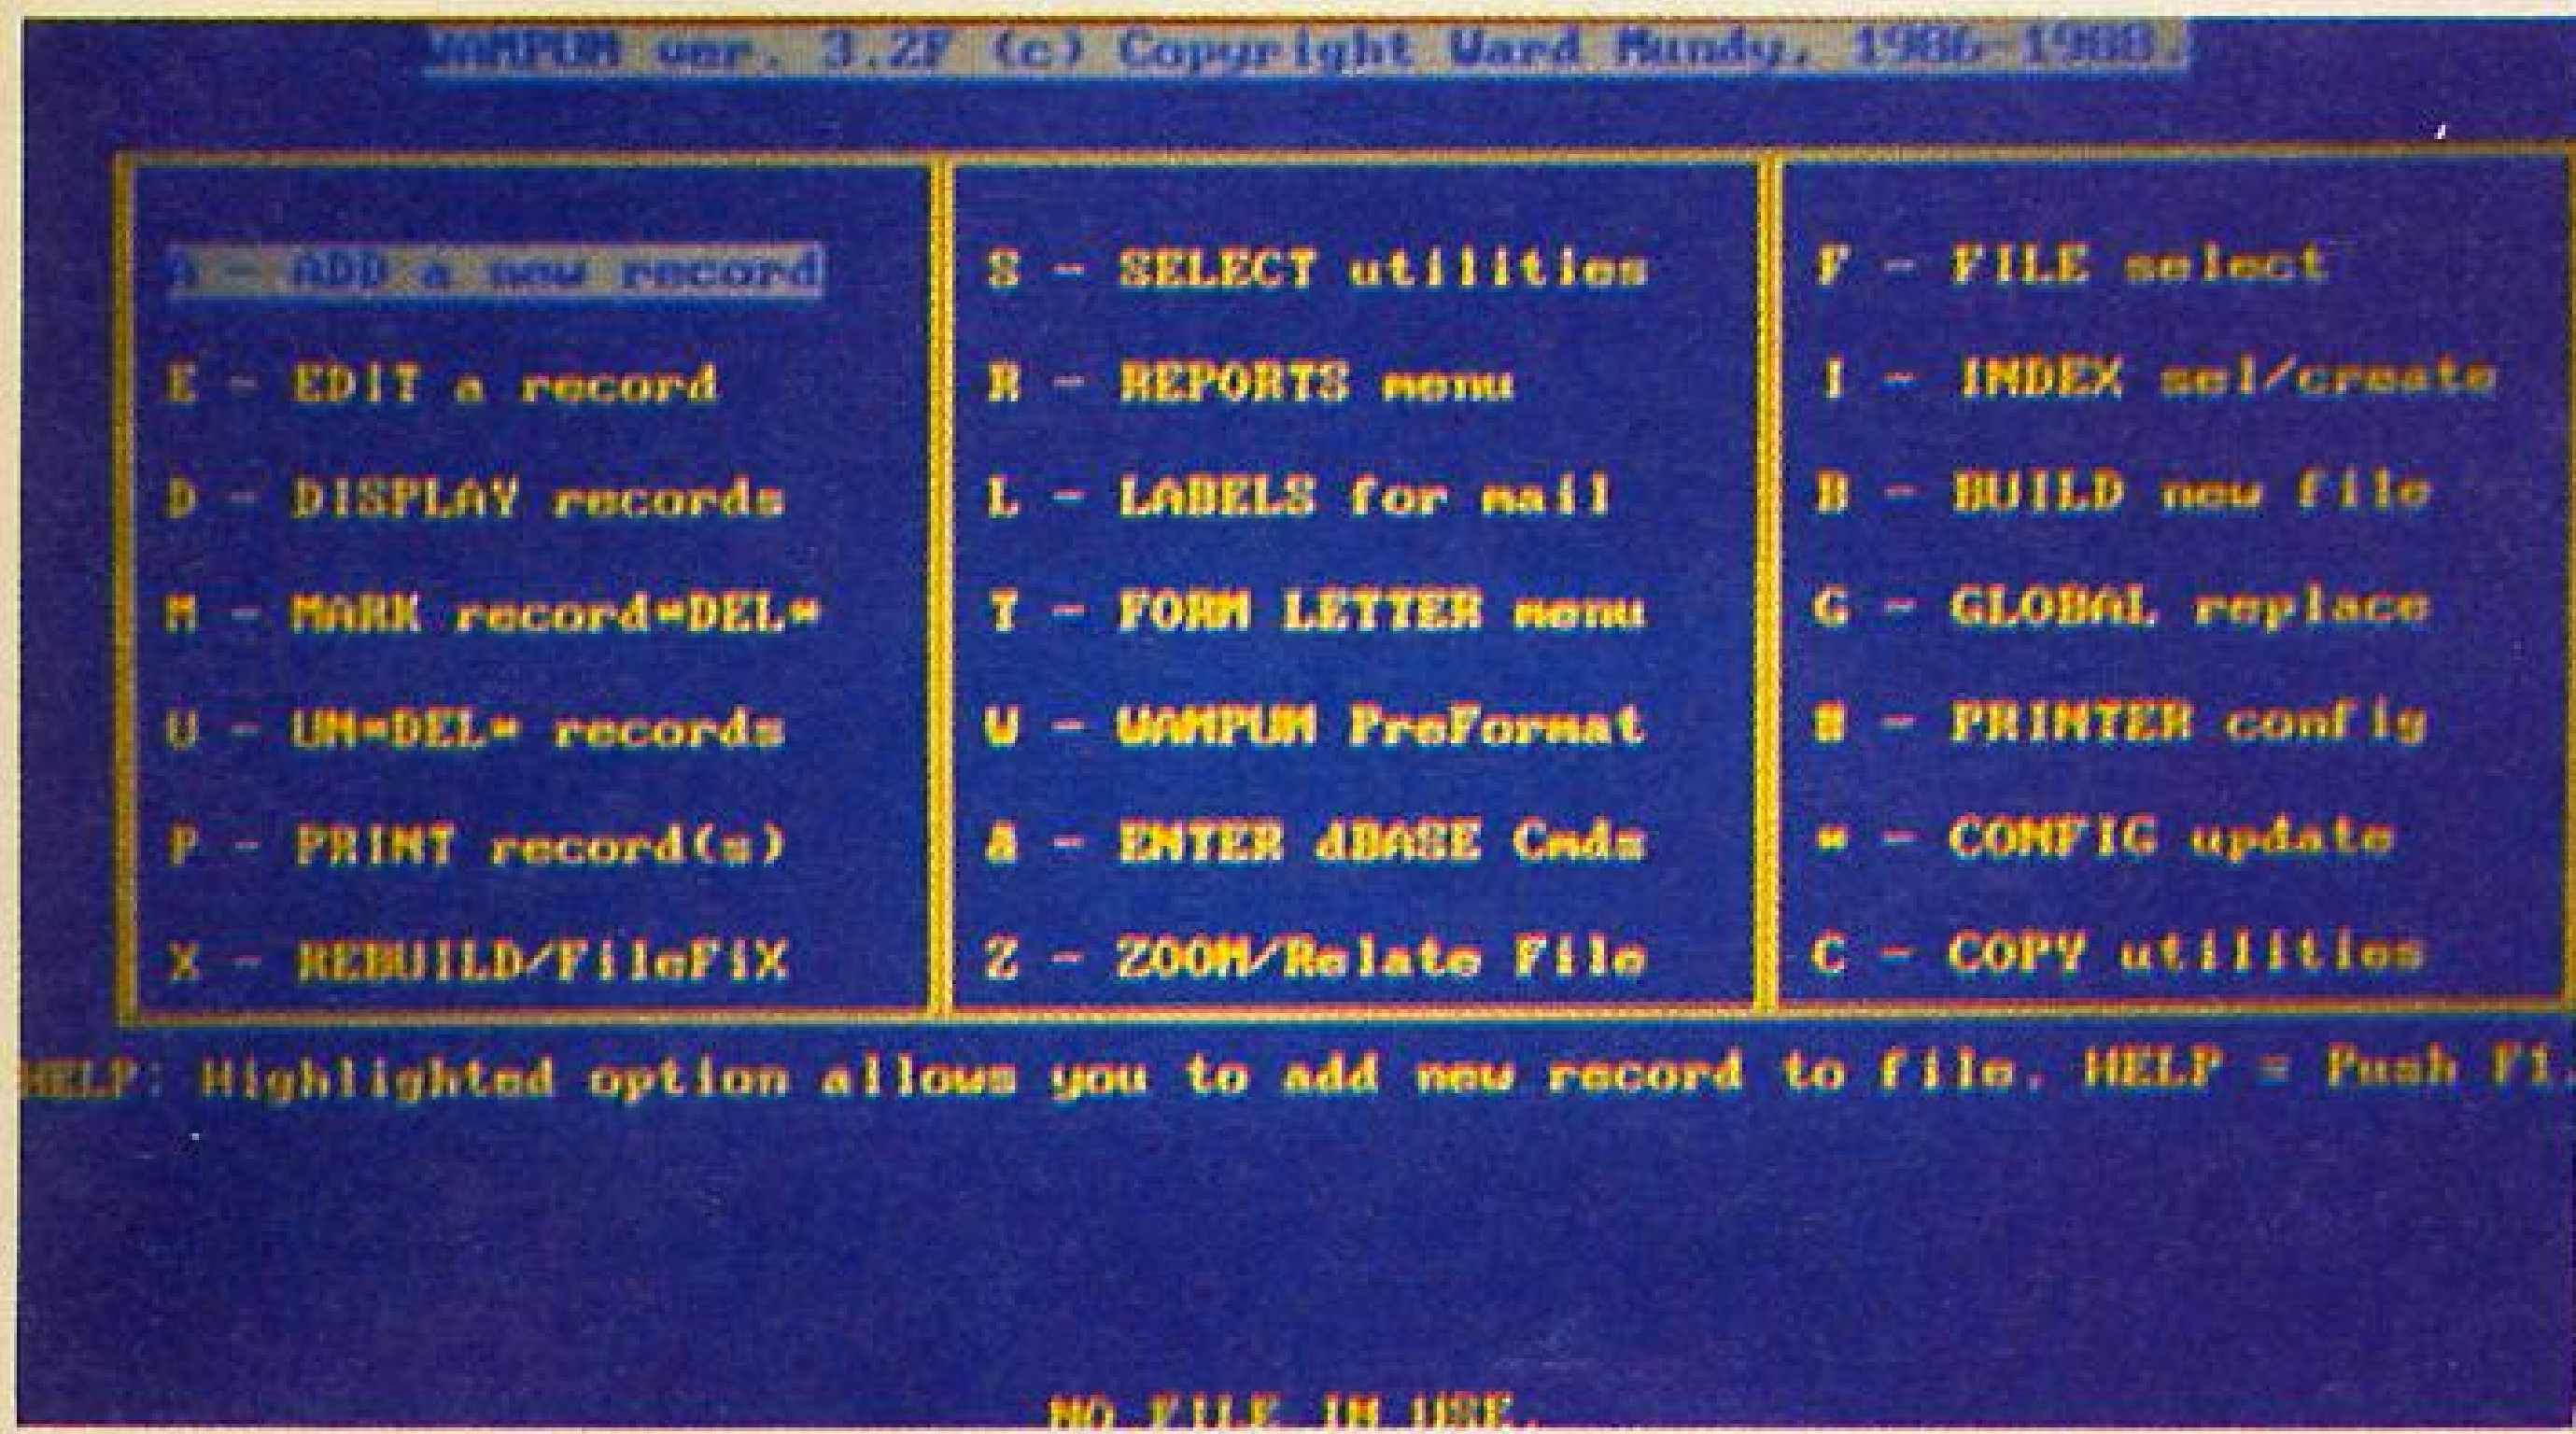 WAMPUM ver. 3.2F (c) Copyright Ward Mundy, 1986-1988.
A - ADD a new record
E - EDIT a record
D - DISPLAY records
M - MARK record*DEL*
U - UN*DEL* records
P - PRINT record(s)
X - REBUILD/FileFiX
S - SELECT utilities
R - REPORTS menu
L - LABELS for mail
T - FORM LETTER menu
W - WAMPUM PreFormat
& - ENTER dBASE Cmds
Z - ZOOM/Relate File
F - FILE select
I - INDEX sel/create
B - BUILD new file
G - GLOBAL replace
# - PRINTER config
* - CONFIG update
C - COPY utilities
HELP: Highlighted option allows you to add new record to file. HELP = Push F1.
NO FILE IN USE.